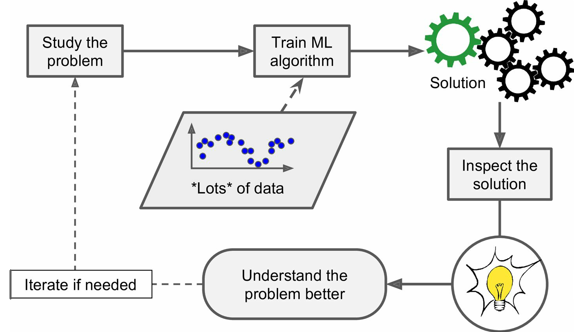 Study the
problem
Train ML
algorithm
Solution
*Lots* of data
Inspect the
solution
Understand the
problem better
Iterate if needed